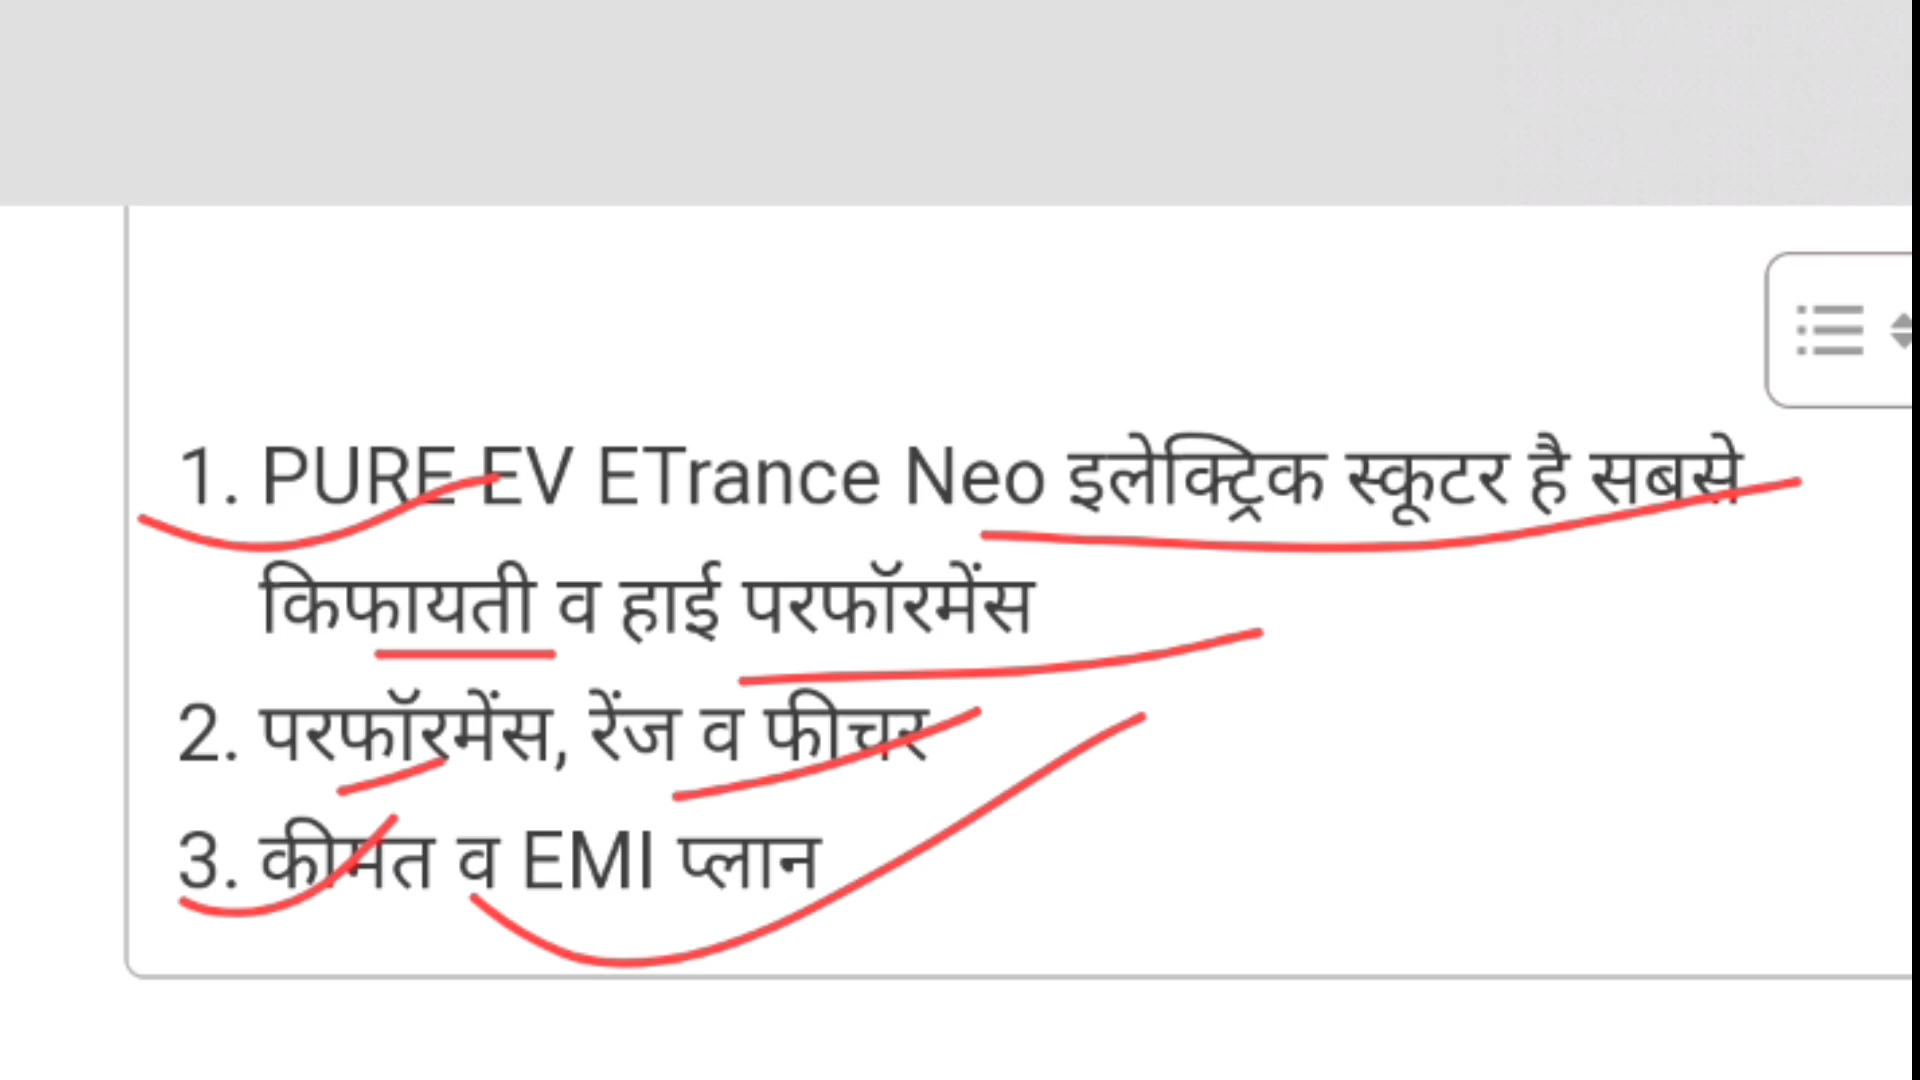 1. PURE EV ETrance Neo इलेक्ट्रिक स्कूटर है सबसे
किफायती व हाई परफॉरमेंस
2. परफॉरमेंस, रेंज व फीचर
3. कीमत व EMI प्लान